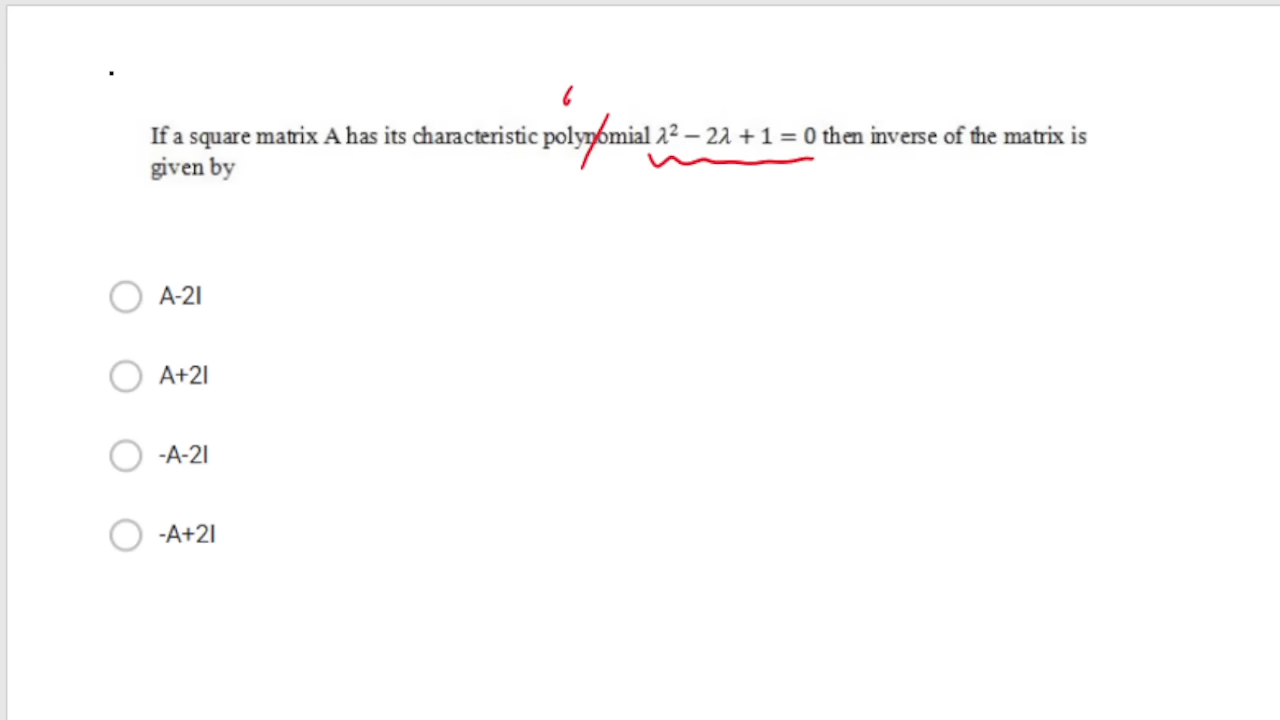 If a square matrix A has its characteristic polynomial λ² − 2λ + 1 = 0 then inverse of the matrix is
given by
A-2I
A+2I
-A-2I
-A+2I